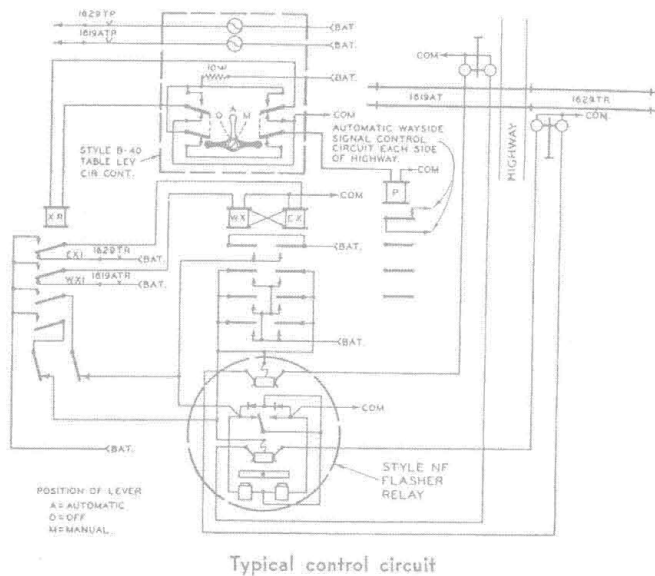 1629TP
BAT.
1619ATP
BAT.
COM
10W
BAT.
A
O M
COM
1619AT
1629TR
COM.
HIGHWAY
STYLE B-40
TABLE LEV
CIR CONT.
AUTOMATIC WAYSIDE
SIGNAL CONTROL
CIRCUIT EACH SIDE
OF HIGHWAY.
COM
P
XR
WX
EX
COM
1629TR
EX1
BAT.
BAT.
1619ATR
WX1
BAT.
BAT.
COM
BAT.
STYLE NF
FLASHER
RELAY
POSITION OF LEVER
A = AUTOMATIC
O = OFF
M = MANUAL
Typical control circuit